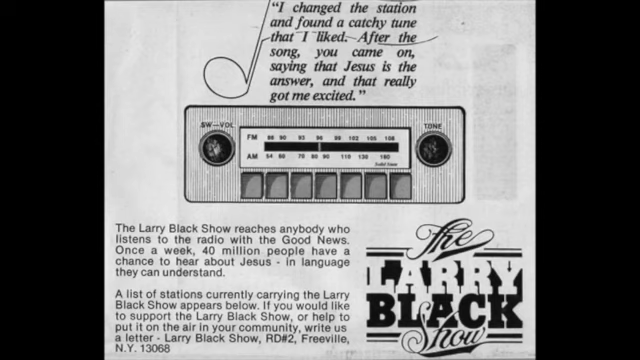 "I changed the station
and found a catchy tune
that I liked. After the
song, you came on,
saying that Jesus is the
answer, and that really
got me excited."
SW—VOL
TONE
FM 88 90 93 96 99 102 105 108
AM 54 60 70 80 90 110 130 160
Solid State
The Larry Black Show reaches anybody who
listens to the radio with the Good News.
Once a week, 40 million people have a
chance to hear about Jesus - in language
they can understand.
A list of stations currently carrying the Larry
Black Show appears below. If you would like
to support the Larry Black Show, or help to
put it on the air in your community, write us
a letter - Larry Black Show, RD#2, Freeville,
N.Y. 13068
The
LARRY
BLACK
Show